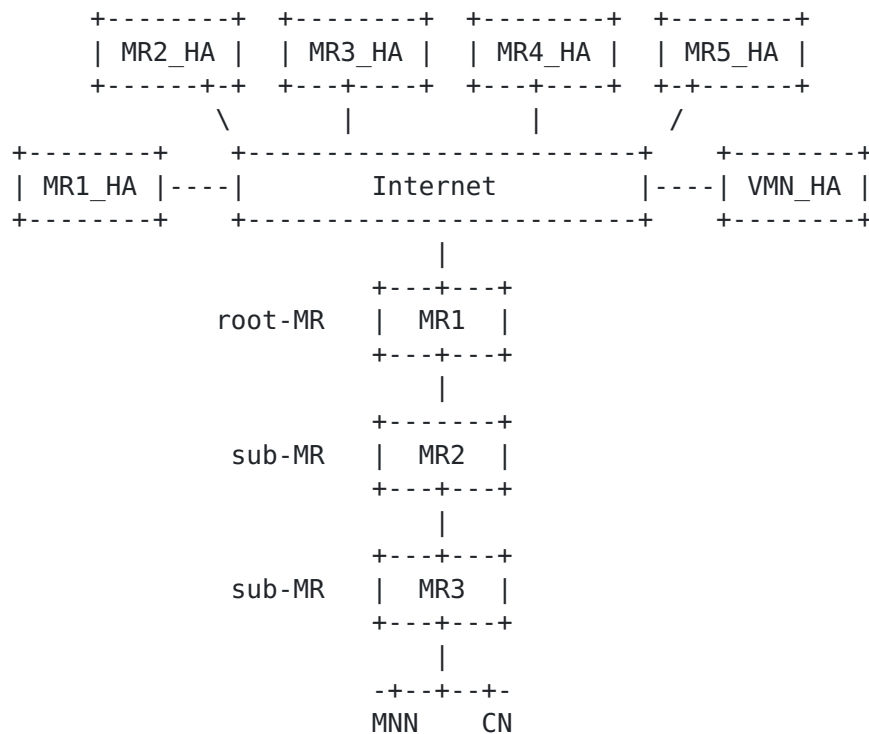 MR2_HA MR3_HA MR4_HA MR5_HA
MR1_HA Internet VMN_HA
root-MR MR1
sub-MR MR2
sub-MR MR3
MNN CN